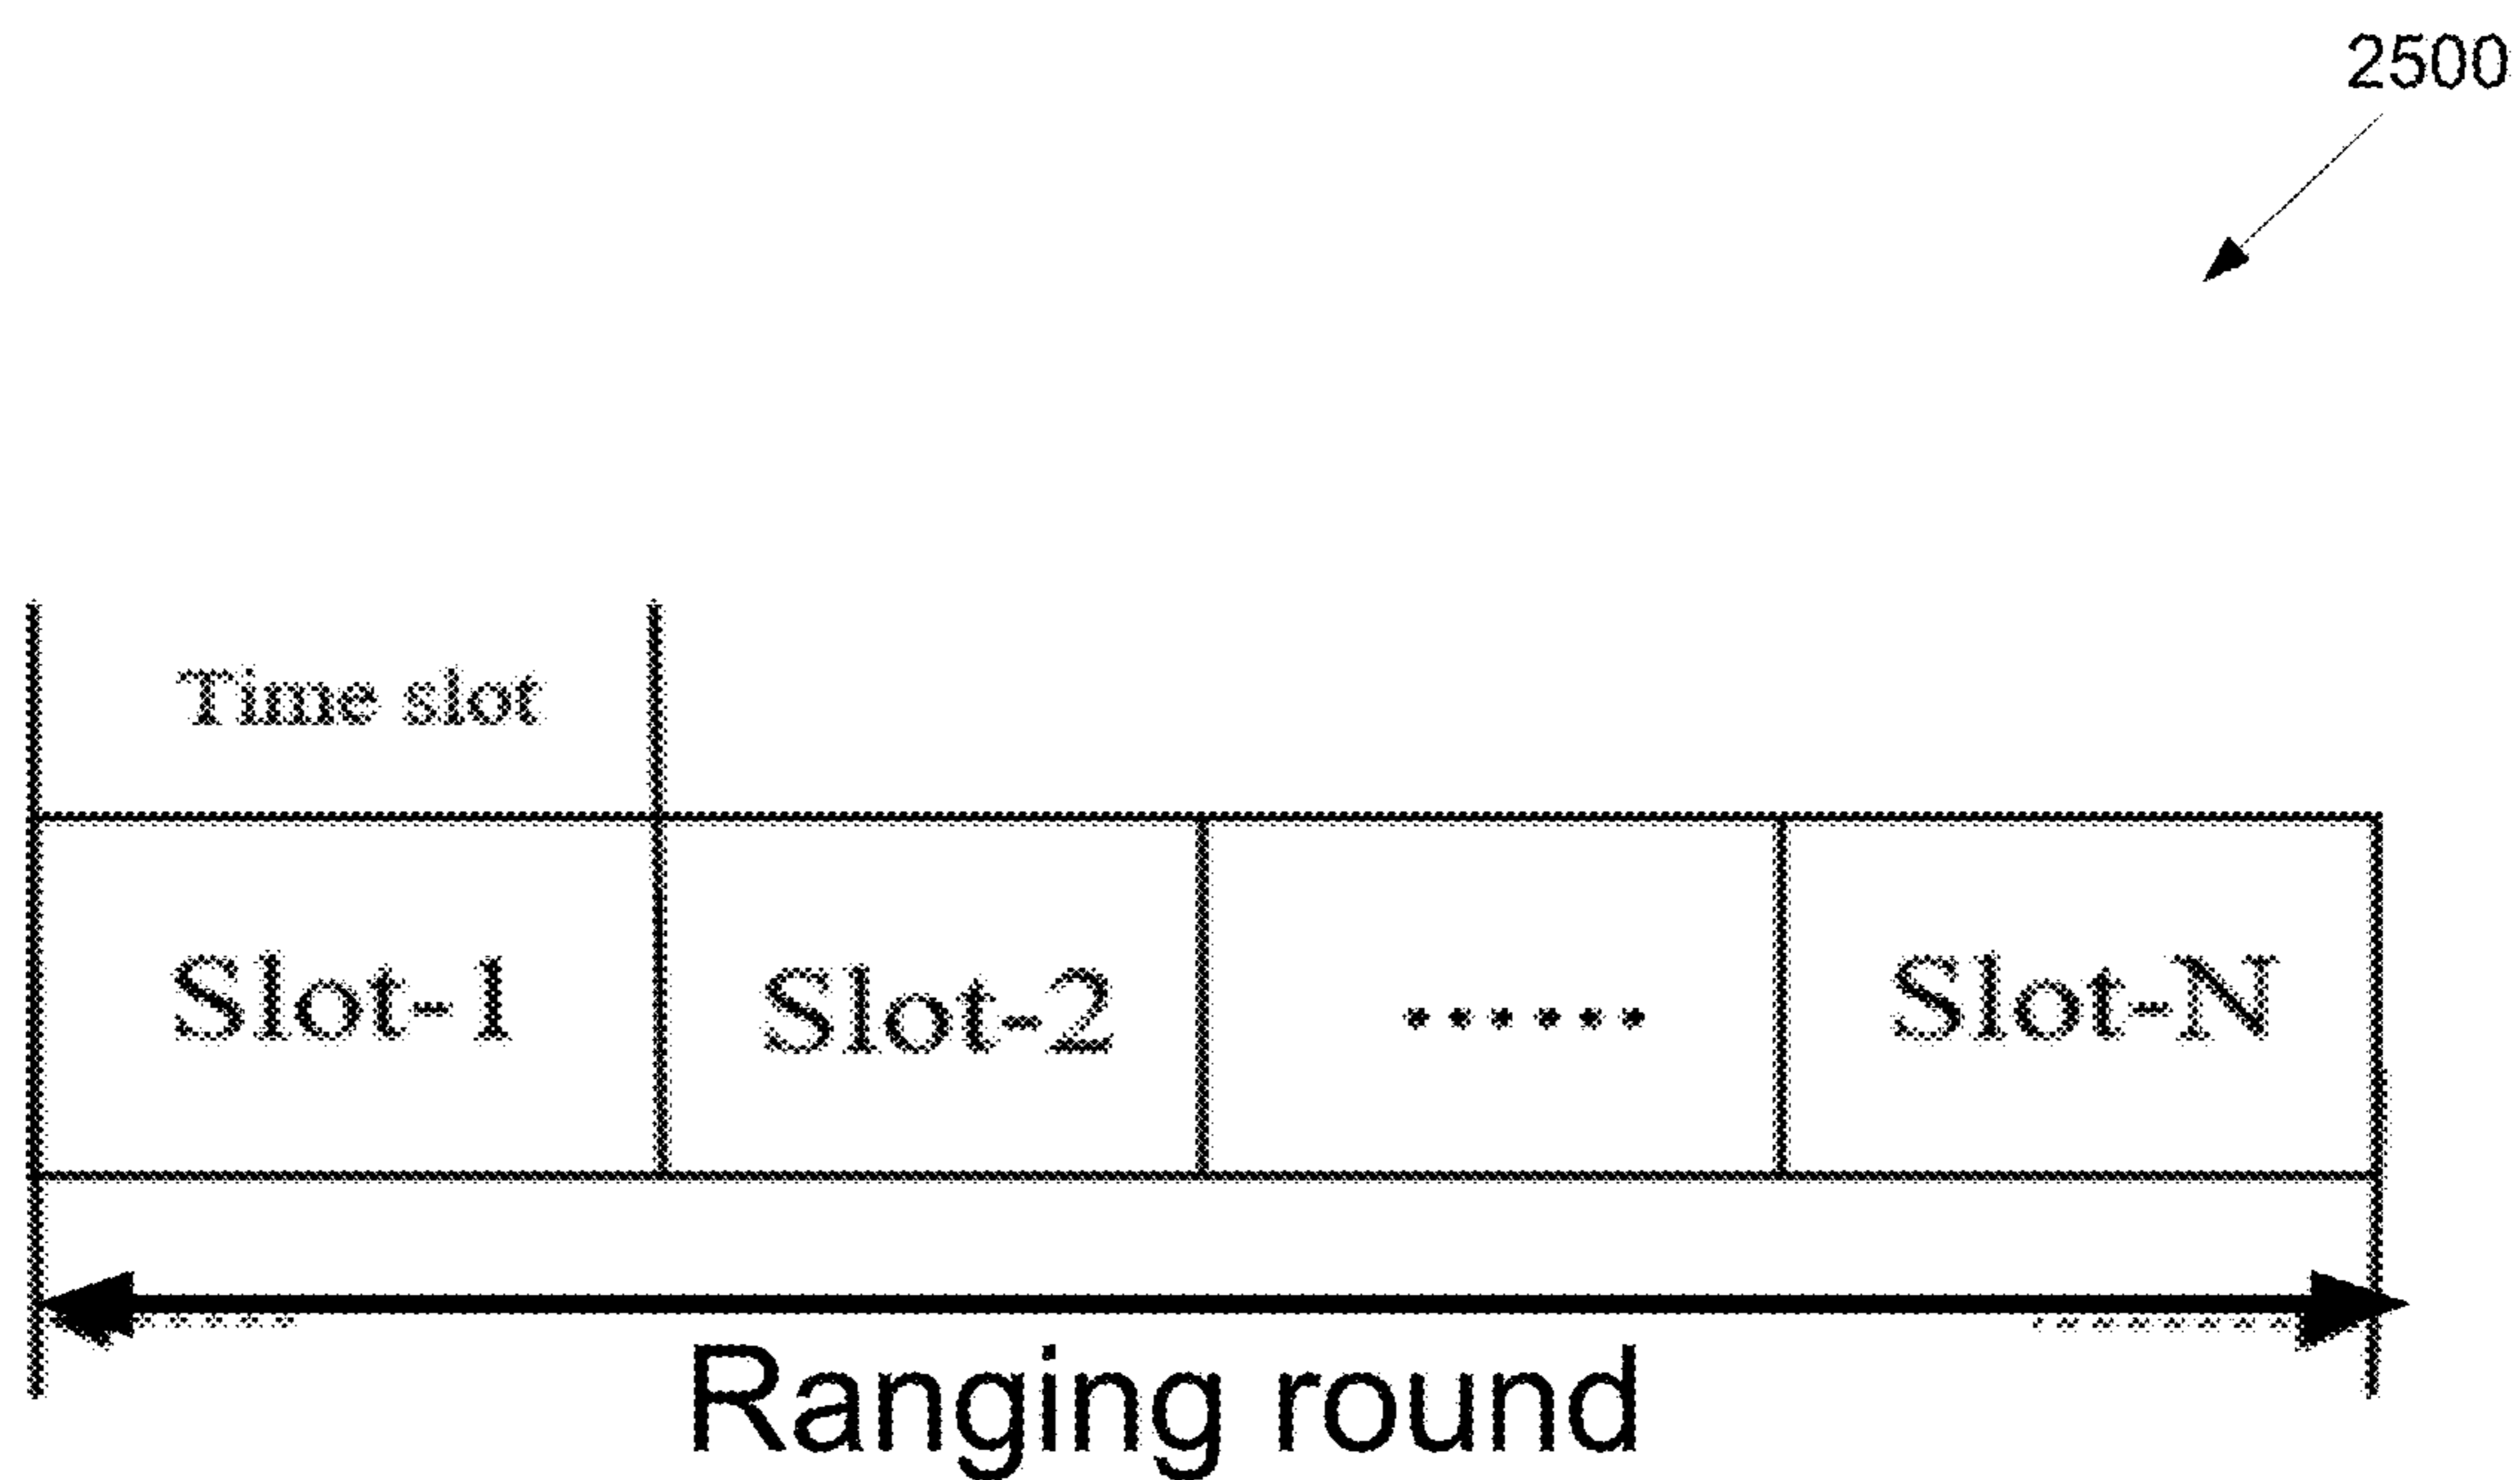 2500
Time slot
Slot-1 Slot-2 ...... Slot-N
Ranging round